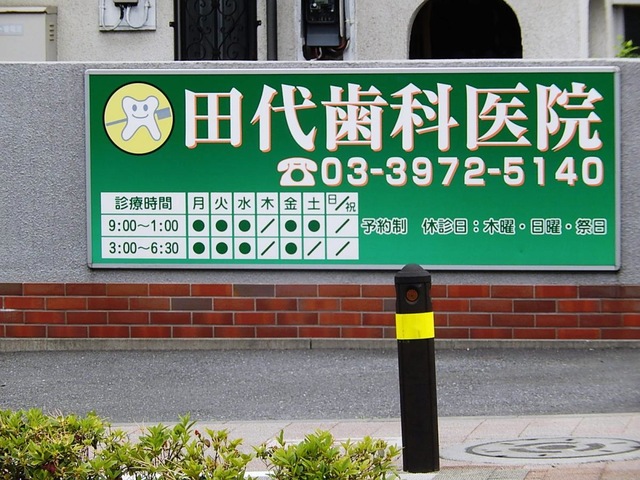 田代歯科医院
☎03-3972-5140
診療時間 月 火 水 木 金 土 日/祝
9:00～1:00 ● ● ● ／ ● ● ／
3:00～6:30 ● ● ● ／ ● ／ ／
予約制 休診日：木曜・日曜・祭日